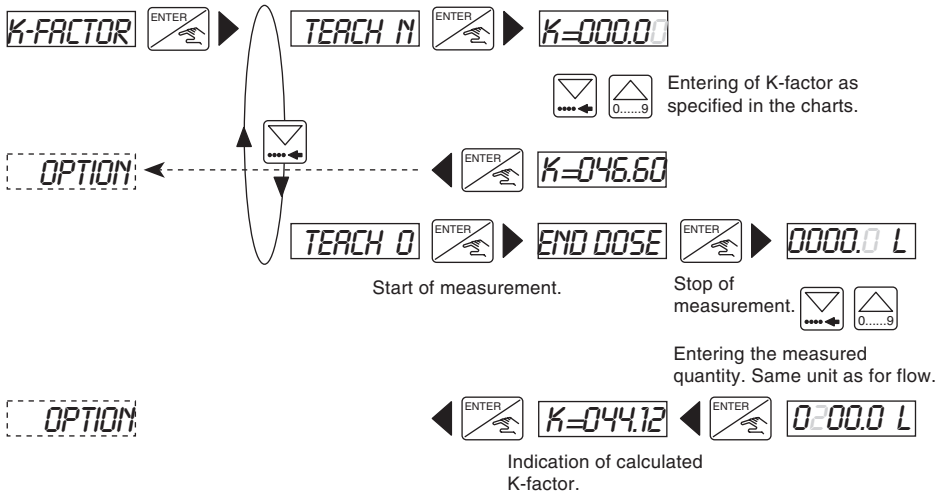 K-FACTOR ENTER TEACH N ENTER K=000.00
0......9
Entering of K-factor as
specified in the charts.
OPTION ENTER K=046.60
TEACH O ENTER END DOSE ENTER 0000.0 L
Start of measurement.
Stop of
measurement.
0......9
Entering the measured
quantity. Same unit as for flow.
OPTION ENTER K=044.12 ENTER 0200.0 L
Indication of calculated
K-factor.